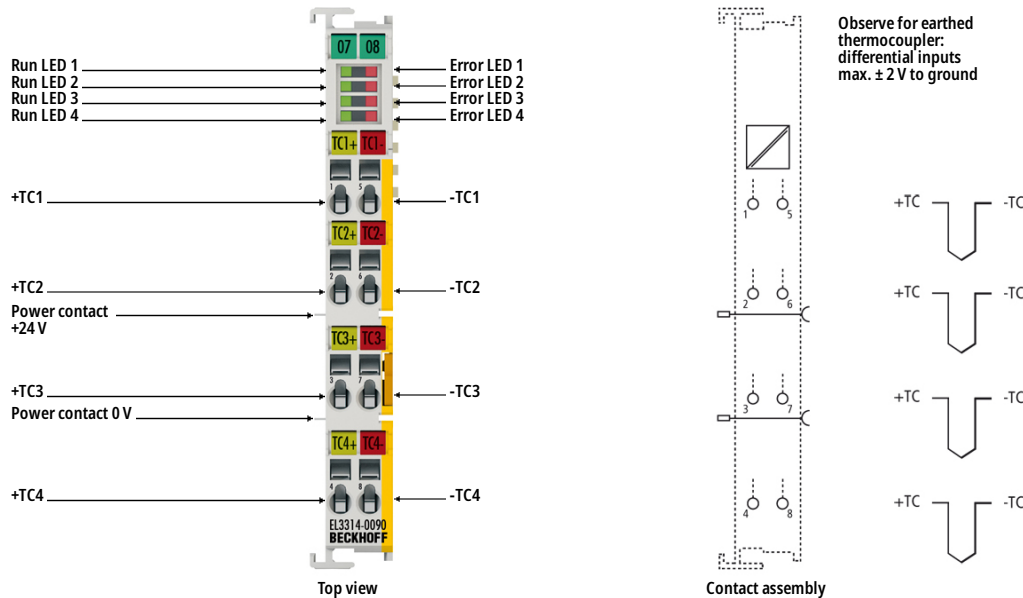 Observe for earthed
thermocoupler:
differential inputs
max. ± 2 V to ground
07 08
Run LED 1
Error LED 1
Run LED 2
Error LED 2
Run LED 3
Error LED 3
Run LED 4
Error LED 4
TC1+ TC1-
1 5
+TC1
-TC1
1 5
+TC -TC
TC2+ TC2-
2 6
+TC2
-TC2
2 6
+TC -TC
Power contact
+24 V
TC3+ TC3-
3 7
+TC3
-TC3
3 7
+TC -TC
Power contact 0 V
TC4+ TC4-
4 8
+TC4
-TC4
4 8
+TC -TC
EL3314-0090
BECKHOFF
Top view
Contact assembly